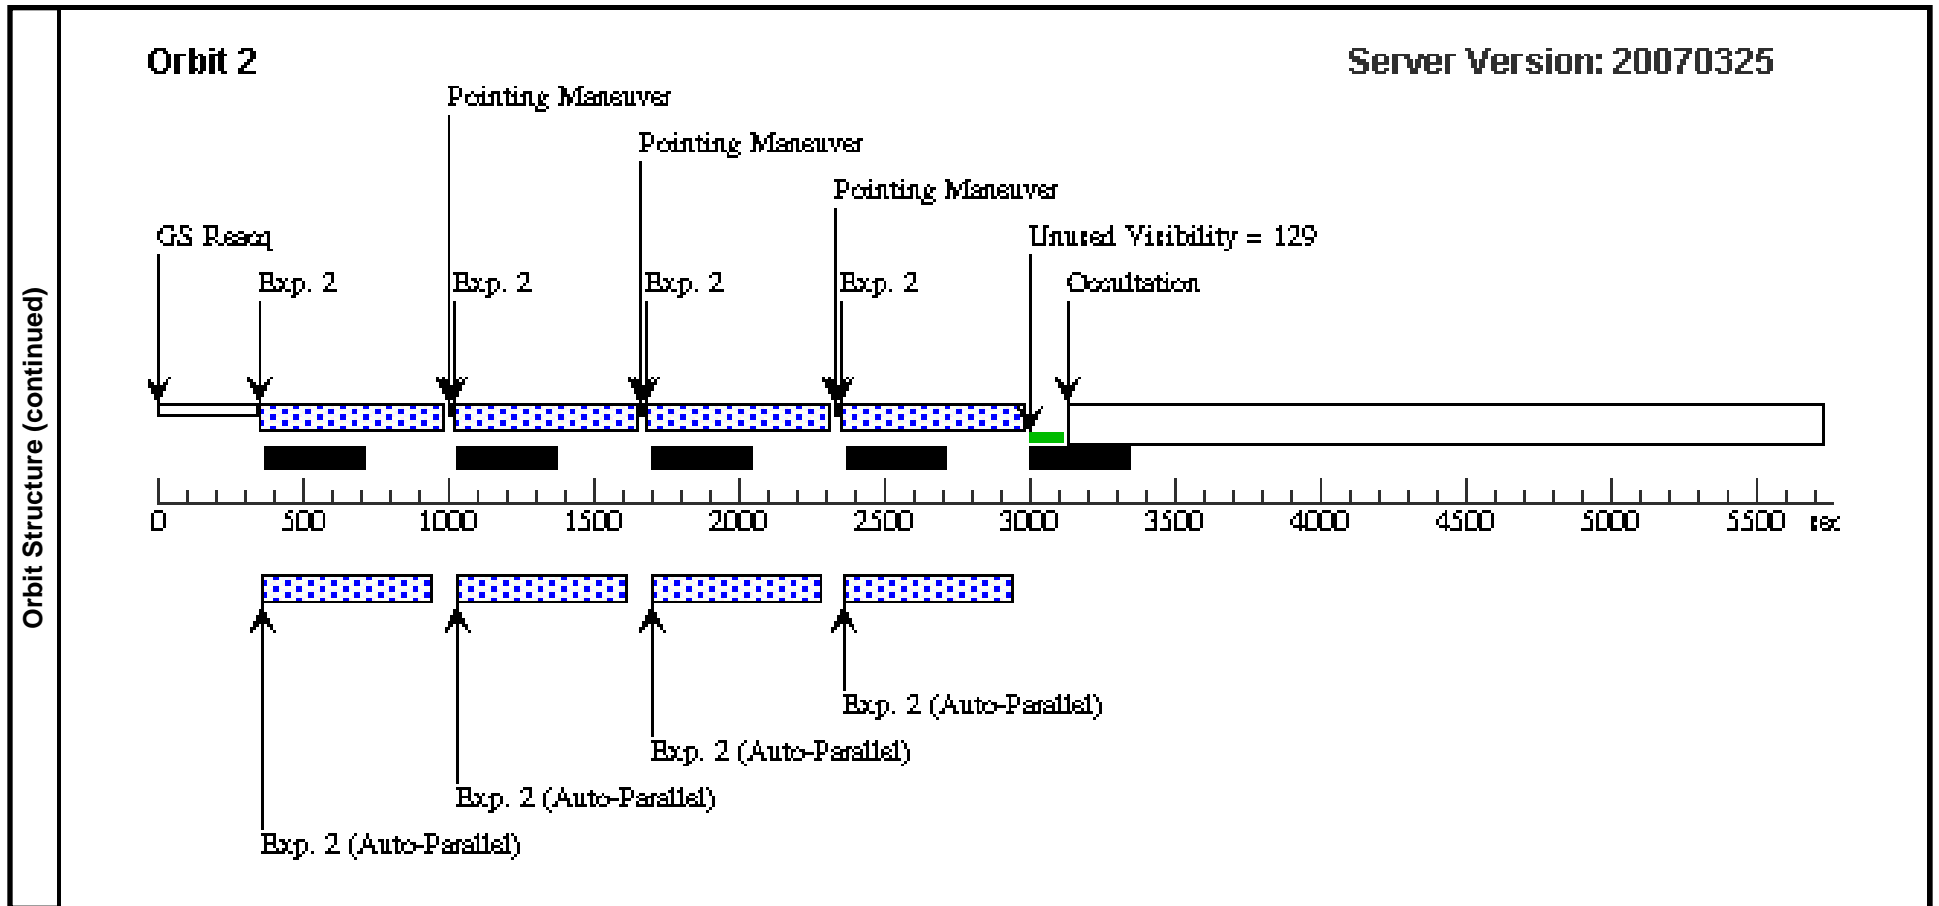 Orbit Structure (continued)
Orbit 2
Server Version: 20070325
Pointing Maneuver
Pointing Maneuver
Pointing Maneuver
GS Reacq
Unused Visibility = 129
Exp. 2
Exp. 2
Exp. 2
Exp. 2
Occultation
0 500 1000 1500 2000 2500 3000 3500 4000 4500 5000 5500 sec
Exp. 2 (Auto-Parallel)
Exp. 2 (Auto-Parallel)
Exp. 2 (Auto-Parallel)
Exp. 2 (Auto-Parallel)